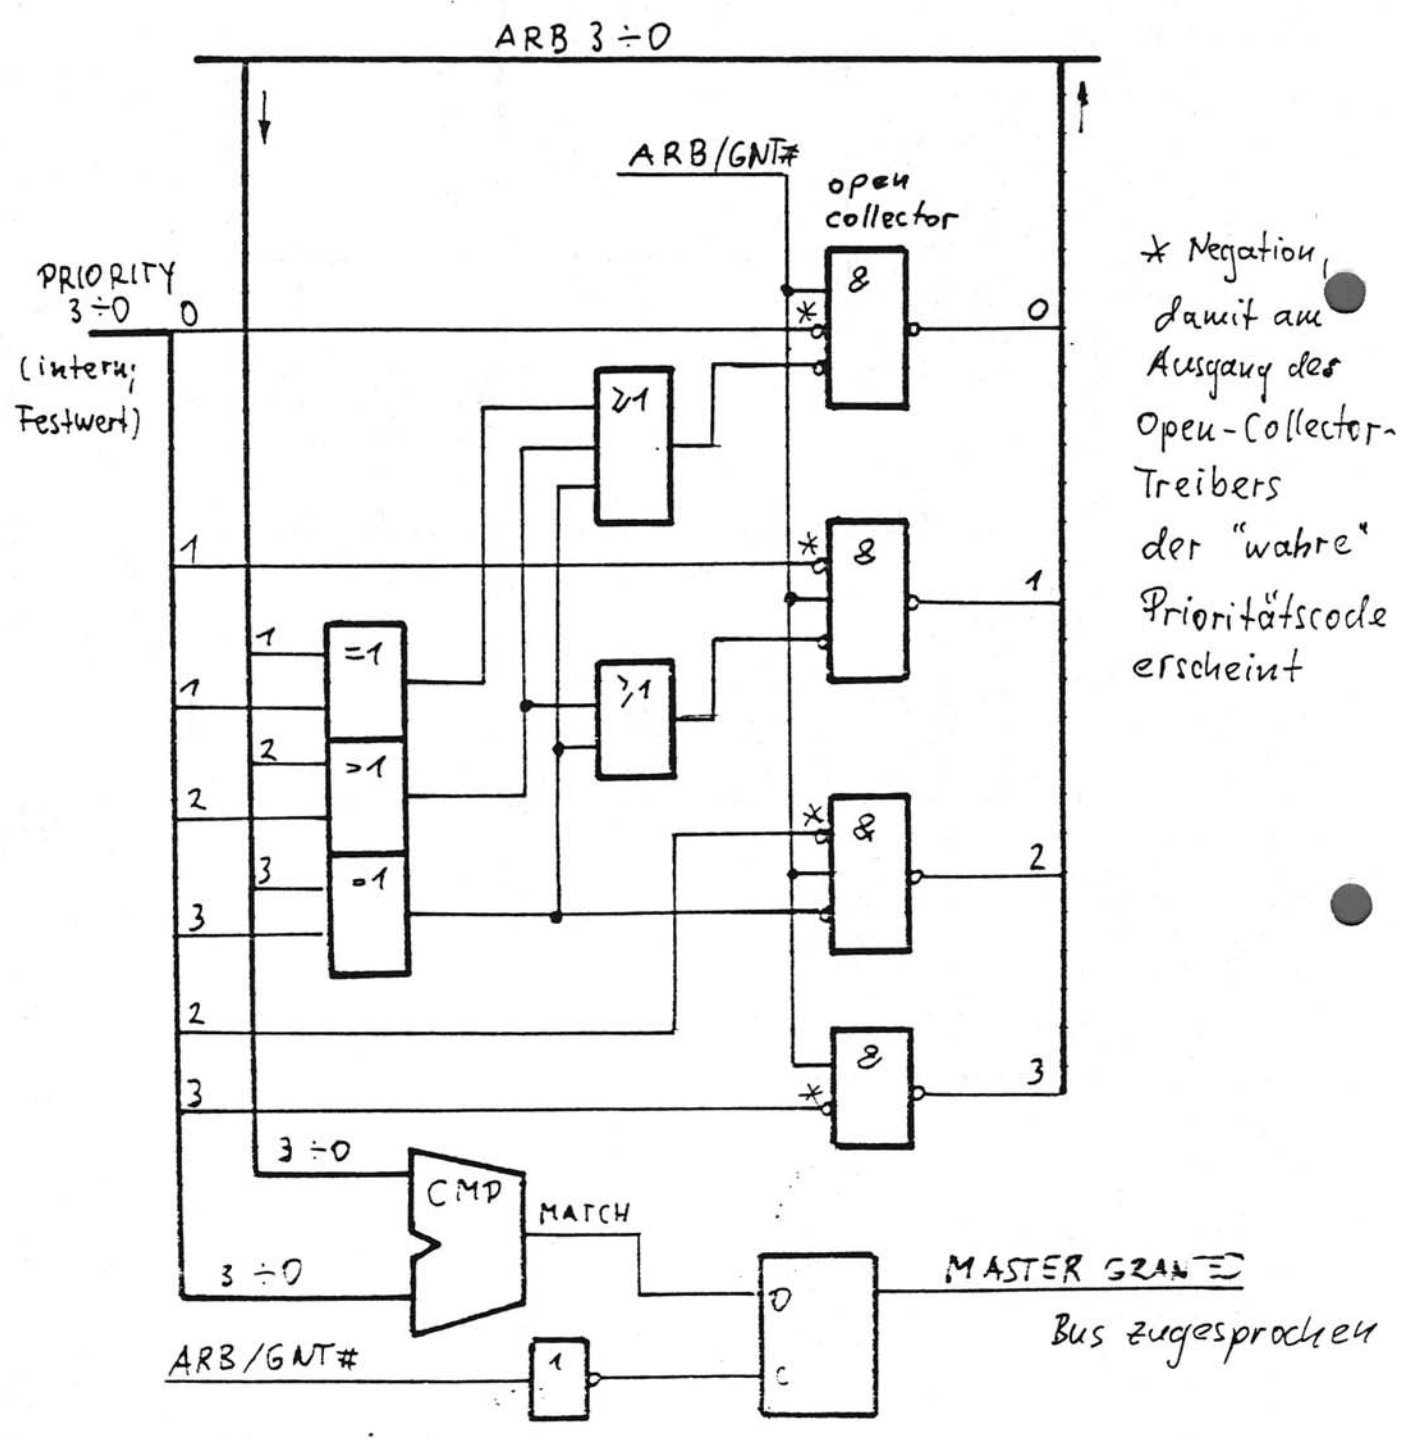 ARB 3÷0
ARB/GNT#
open
collector
PRIORITY
3÷0
(intern;
Festwert)
* Negation,
damit am
Ausgang des
Open-Collector-
Treibers
der "wahre"
Prioritätscode
erscheint
0
*
&
0
≥1
1
*
&
1
1
=1
1
2
>1
2
3
=1
3
≥1
*
&
2
2
&
3
3
*
3÷0
CMP
MATCH
3÷0
D
MASTER GRANTED
Bus zugesprochen
ARB/GNT#
1
C